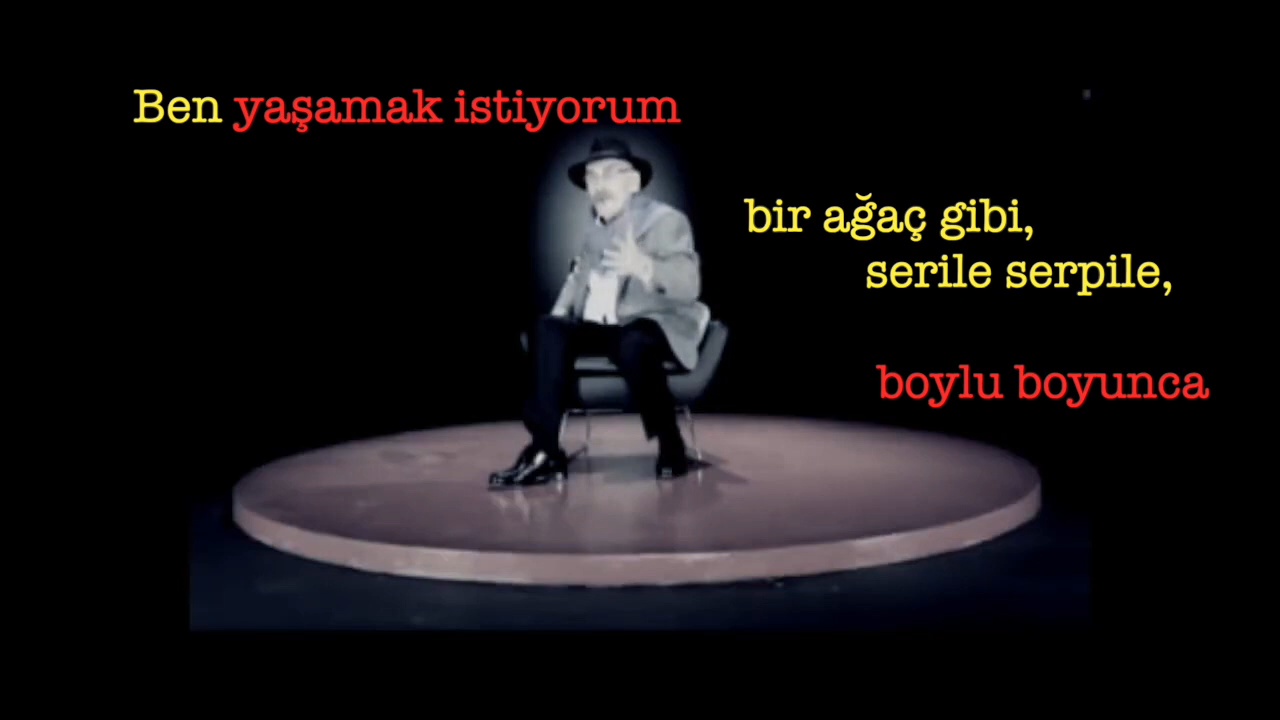 Ben yaşamak istiyorum
bir ağaç gibi,
serile serpile,
boylu boyunca